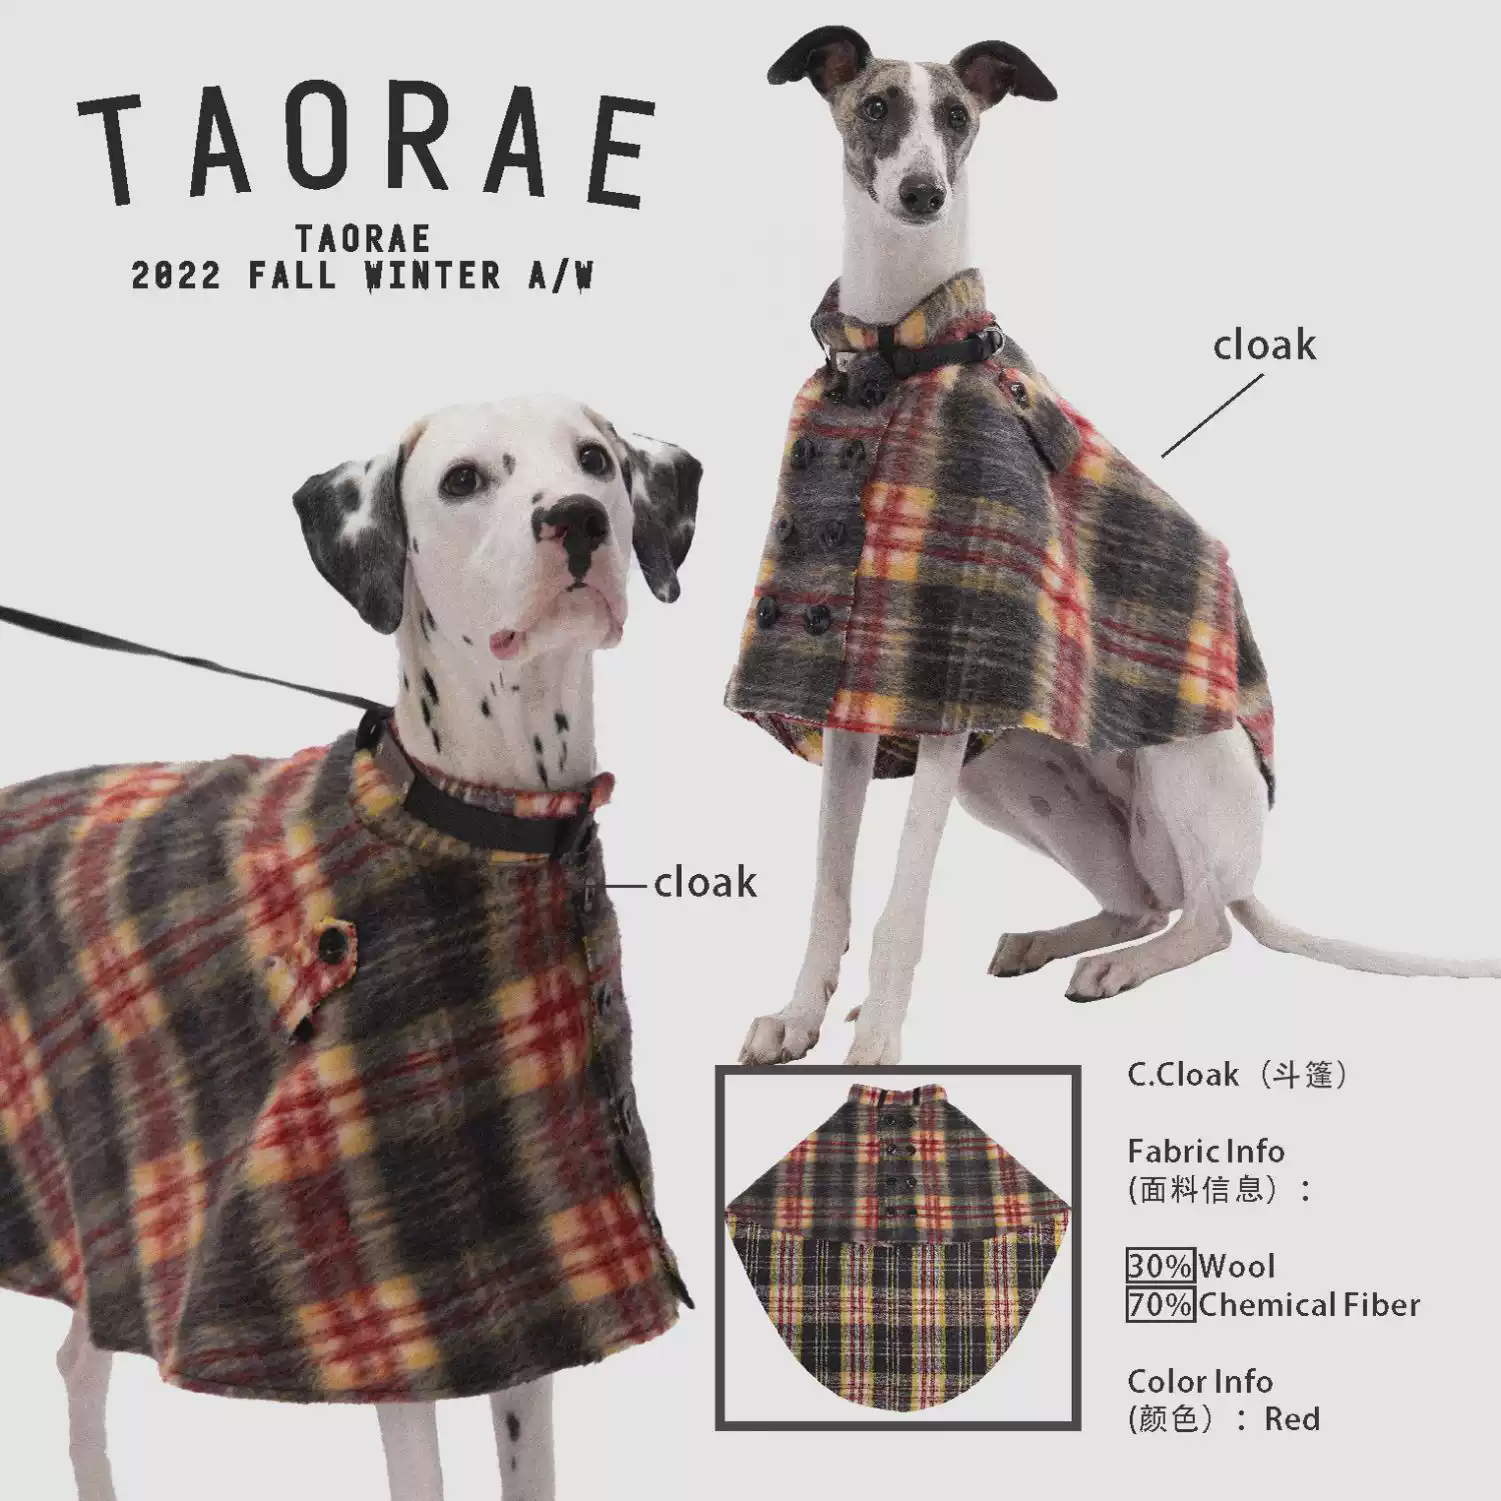 TAORAE
TAORAE
2022 FALL WINTER A/W
cloak
cloak
C.Cloak（斗篷）
Fabric Info
(面料信息）：
30% Wool
70% Chemical Fiber
Color Info
(颜色）：Red